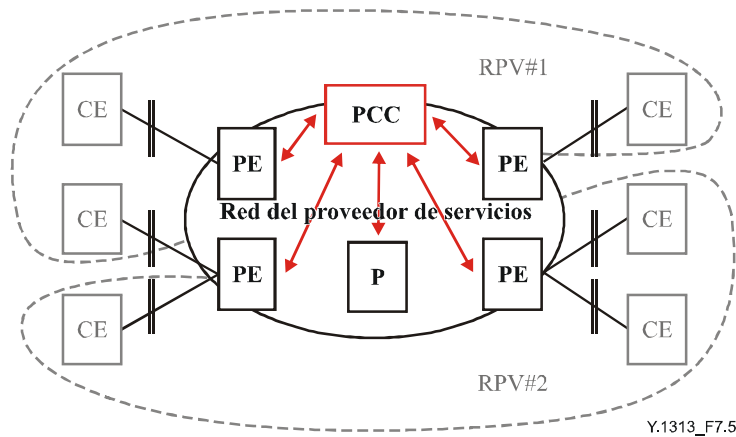 RPV#1
CE
PCC
CE
PE
PE
CE
Red del proveedor de servicios
CE
PE
P
PE
CE
CE
RPV#2
Y.1313_F7.5